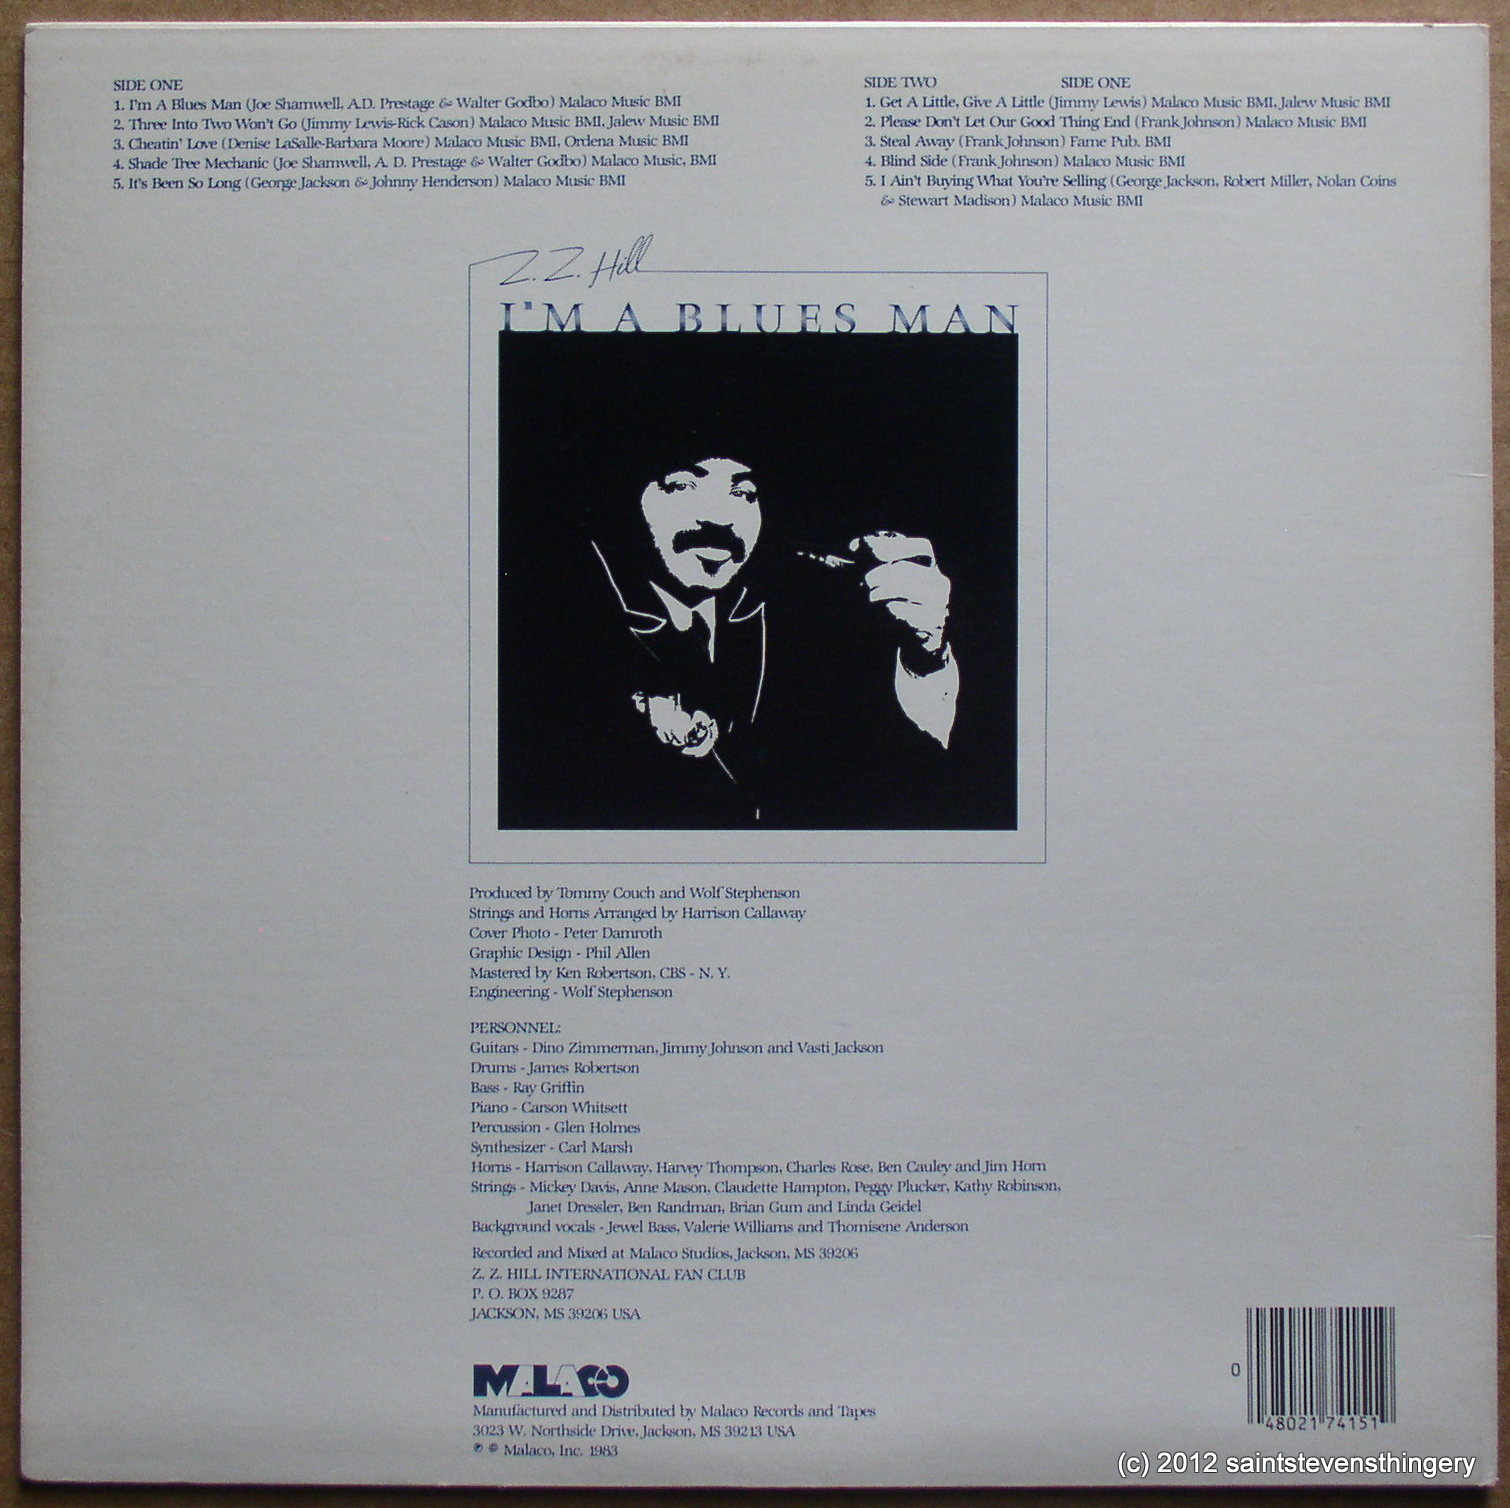 SIDE ONE
1. I'm A Blues Man (Joe Shamwell, A.D. Prestage & Walter Godbo) Malaco Music BMI
2. Three Into Two Won't Go (Jimmy Lewis-Rick Cason) Malaco Music BMI, Jalew Music BMI
3. Cheatin' Love (Denise LaSalle-Barbara Moore) Malaco Music BMI, Ordena Music BMI
4. Shade Tree Mechanic (Joe Shamwell, A. D. Prestage & Walter Godbo) Malaco Music, BMI
5. It's Been So Long (George Jackson & Johnny Henderson) Malaco Music BMI
SIDE TWO SIDE ONE
1. Get A Little, Give A Little (Jimmy Lewis) Malaco Music BMI, Jalew Music BMI
2. Please Don't Let Our Good Thing End (Frank Johnson) Malaco Music BMI
3. Steal Away (Frank Johnson) Fame Pub. BMI
4. Blind Side (Frank Johnson) Malaco Music BMI
5. I Ain't Buying What You're Selling (George Jackson, Robert Miller, Nolan Coins
& Stewart Madison) Malaco Music BMI
Z.Z. Hill
I'M A BLUES MAN
Produced by Tommy Couch and Wolf Stephenson
Strings and Horns Arranged by Harrison Callaway
Cover Photo - Peter Damroth
Graphic Design - Phil Allen
Mastered by Ken Robertson, CBS - N. Y.
Engineering - Wolf Stephenson
PERSONNEL:
Guitars - Dino Zimmerman, Jimmy Johnson and Vasti Jackson
Drums - James Robertson
Bass - Ray Griffin
Piano - Carson Whitsett
Percussion - Glen Holmes
Synthesizer - Carl Marsh
Horns - Harrison Callaway, Harvey Thompson, Charles Rose, Ben Cauley and Jim Horn
Strings - Mickey Davis, Anne Mason, Claudette Hampton, Peggy Plucker, Kathy Robinson,
Janet Dressler, Ben Randman, Brian Gum and Linda Geidel
Background vocals - Jewel Bass, Valerie Williams and Thomisene Anderson
Recorded and Mixed at Malaco Studios, Jackson, MS 39206
Z. Z. HILL INTERNATIONAL FAN CLUB
P. O. BOX 9287
JACKSON, MS 39206 USA
MALACO
Manufactured and Distributed by Malaco Records and Tapes
3023 W. Northside Drive, Jackson, MS 39213 USA
℗ © Malaco, Inc. 1983
0 48021 74151
(c) 2012 saintstevensthingery